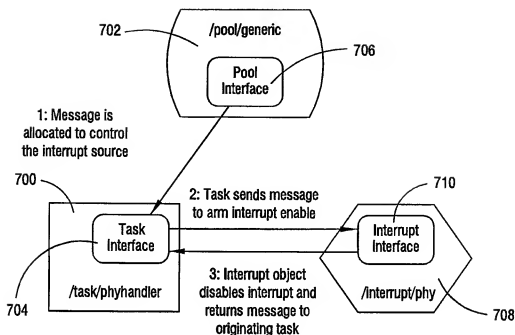 702
/pool/generic
706
Pool
Interface
1: Message is
allocated to control
the interrupt source
700
2: Task sends message
to arm interrupt enable
710
Task
Interface
Interrupt
Interface
704
/task/phyhandler
3: Interrupt object
disables interrupt and
returns message to
originating task
/interrupt/phy
708